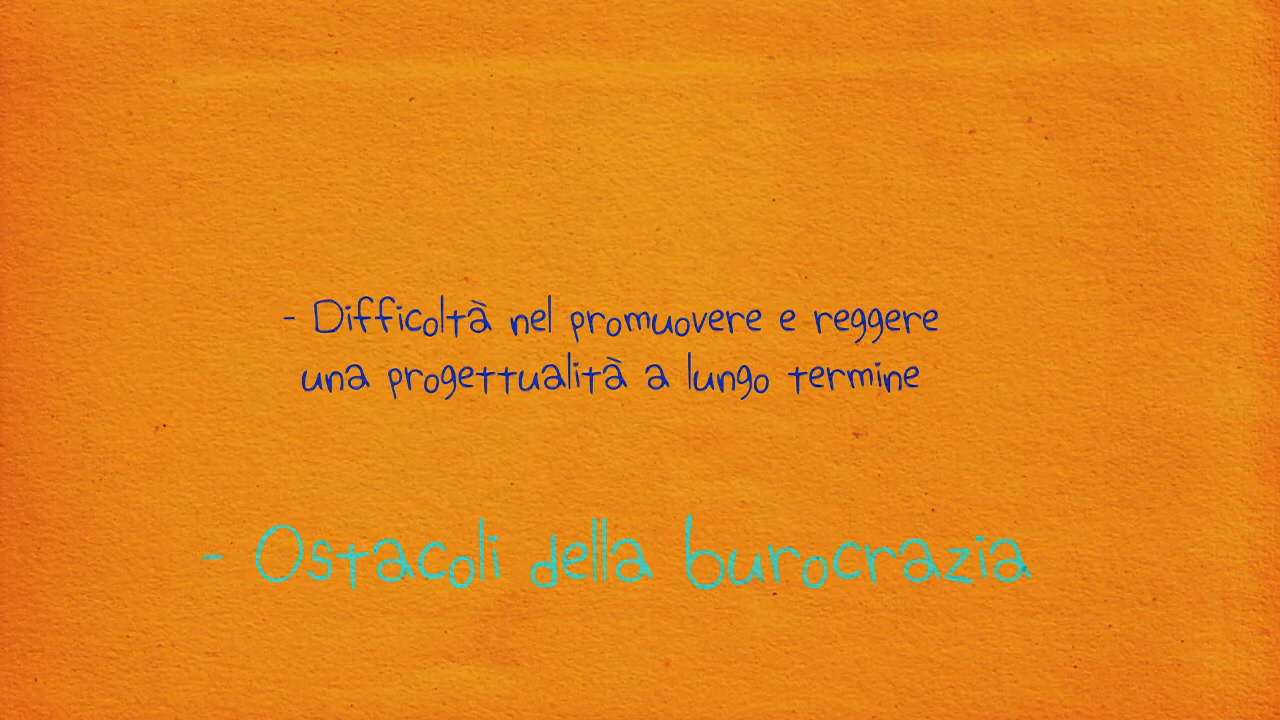 - Difficoltà nel promuovere e reggere
una progettualità a lungo termine
- Ostacoli della burocrazia